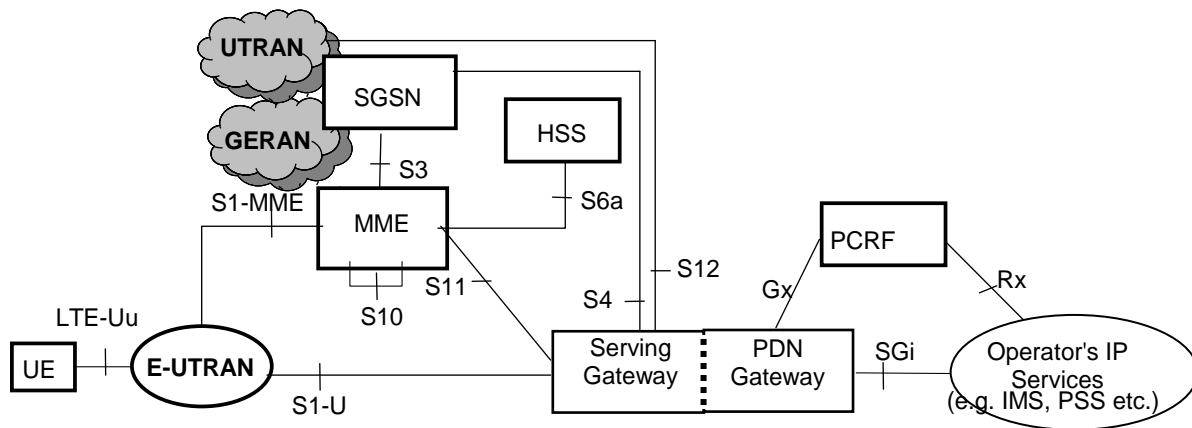 UTRAN
SGSN
GERAN
HSS
S3
S1-MME
S6a
MME
PCRF
S12
Gx
Rx
S11
S4
S10
LTE-Uu
UE
E-UTRAN
Serving
Gateway
PDN
Gateway
SGi
Operator's IP
Services
(e.g. IMS, PSS etc.)
S1-U